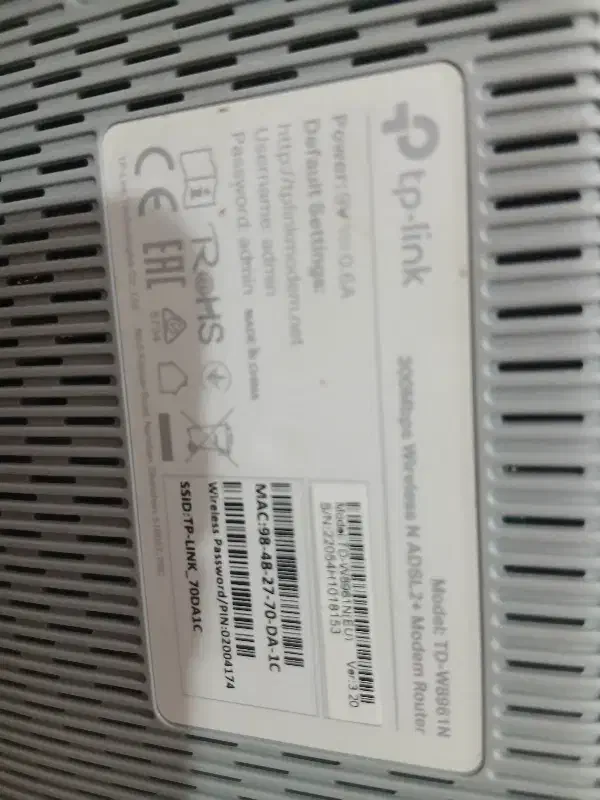 tp-link
300Mbps Wireless N ADSL2+ Modem Router
Model: TD-W8961N
Power: 9V 0.6A
Default Settings:
http://tplinkmodem.net
Username: admin
Password: admin
MADE IN CHINA
RoHS
CE
EAC
Model: TD-W8961N(EU) Ver:3.20
S/N:22054H1018153
MAC:98-48-27-70-DA-1C
Wireless Password/PIN:02004174
SSID:TP-LINK_70DA1C